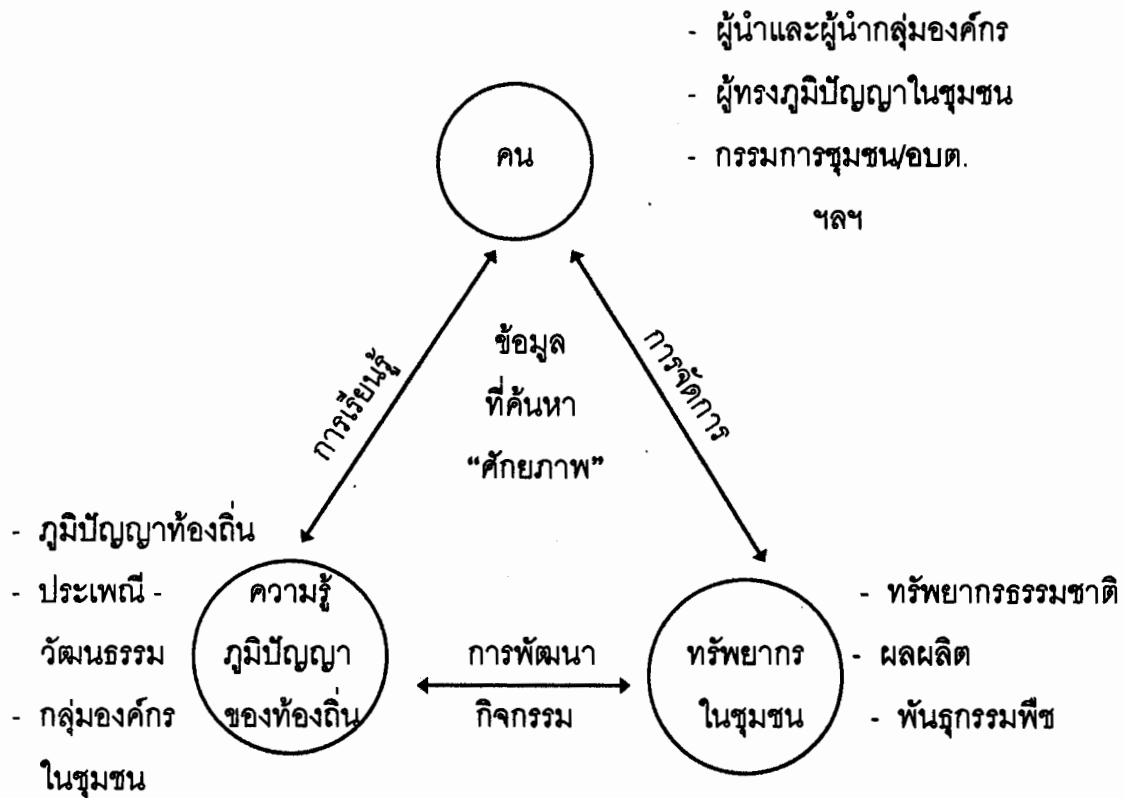 - ผู้นำและผู้นำกลุ่มองค์กร
- ผู้ทรงภูมิปัญญาในชุมชน
- กรรมการชุมชน/อบต.
ฯลฯ
คน
การเรียนรู้
ข้อมูล
ที่ค้นหา
“ศักยภาพ”
การจัดการ
- ภูมิปัญญาท้องถิ่น
- ประเพณี -
วัฒนธรรม
- กลุ่มองค์กร
ในชุมชน
ความรู้
ภูมิปัญญา
ของท้องถิ่น
การพัฒนา
กิจกรรม
ทรัพยากร
ในชุมชน
- ทรัพยากรธรรมชาติ
- ผลผลิต
- พันธุกรรมพืช